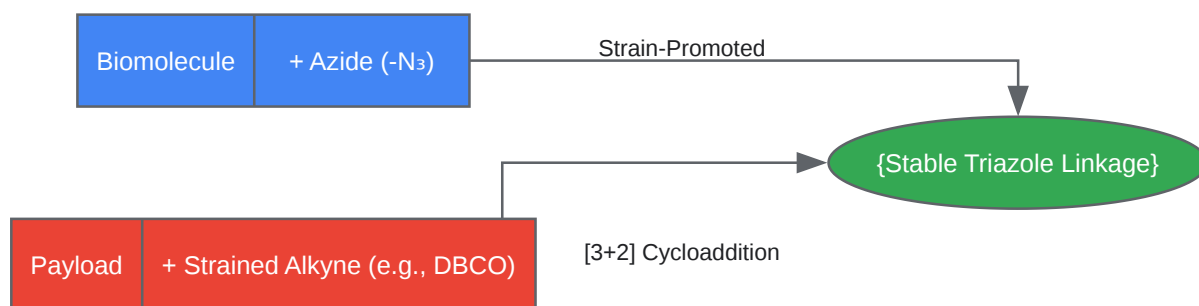 Biomolecule
+ Azide (-N₃)
Strain-Promoted
{Stable Triazole Linkage}
Payload
+ Strained Alkyne (e.g., DBCO)
[3+2] Cycloaddition